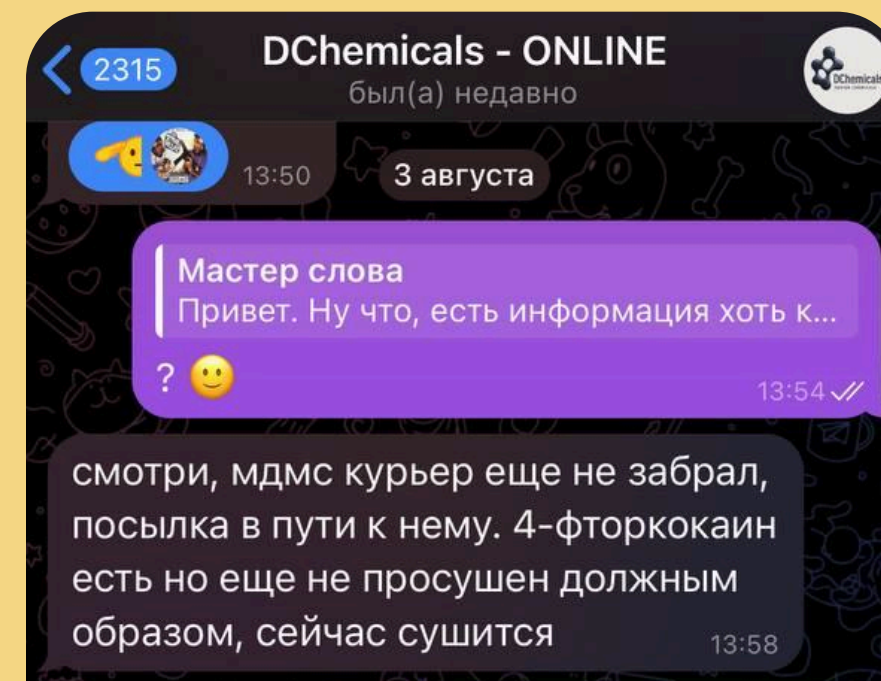 2315
DChemicals - ONLINE
был(а) недавно
DChemicals
13:50
3 августа
Мастер слова
Привет. Ну что, есть информация хоть к...
?
13:54
смотри, мдмс курьер еще не забрал,
посылка в пути к нему. 4-фторкокаин
есть но еще не просушен должным
образом, сейчас сушится
13:58